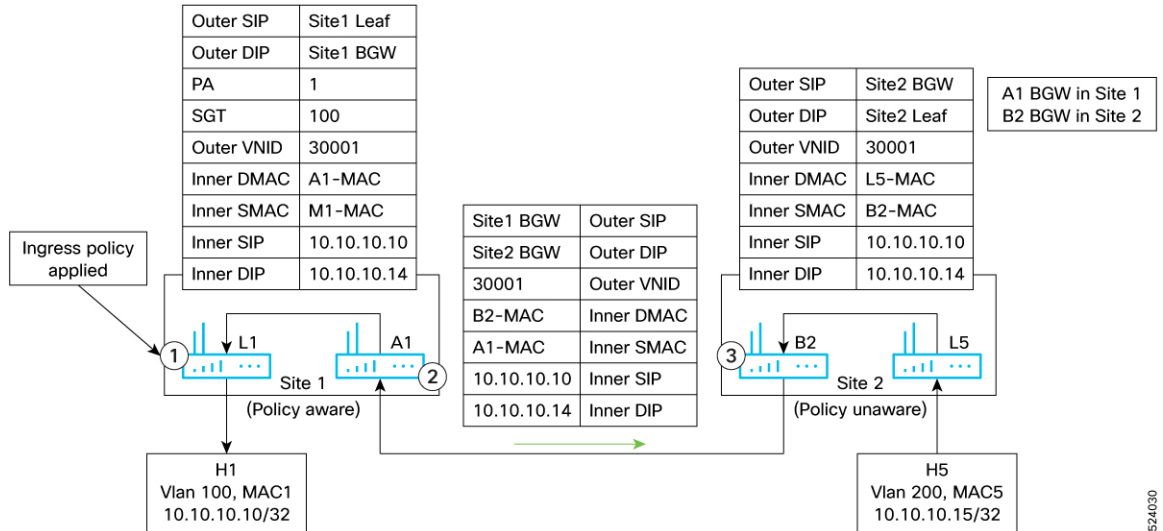 Outer SIP Site1 Leaf
Outer DIP Site1 BGW
PA 1
SGT 100
Outer VNID 30001
Inner DMAC A1-MAC
Inner SMAC M1-MAC
Inner SIP 10.10.10.10
Inner DIP 10.10.10.14
Outer SIP Site2 BGW
Outer DIP Site2 Leaf
Outer VNID 30001
Inner DMAC L5-MAC
Inner SMAC B2-MAC
Inner SIP 10.10.10.10
Inner DIP 10.10.10.14
A1 BGW in Site 1
B2 BGW in Site 2
Site1 BGW Outer SIP
Site2 BGW Outer DIP
30001 Outer VNID
B2-MAC Inner DMAC
A1-MAC Inner SMAC
10.10.10.10 Inner SIP
10.10.10.14 Inner DIP
Ingress policy
applied
1
L1
A1
2
Site 1
(Policy aware)
3
B2
L5
Site 2
(Policy unaware)
H1
Vlan 100, MAC1
10.10.10.10/32
H5
Vlan 200, MAC5
10.10.10.15/32
524030